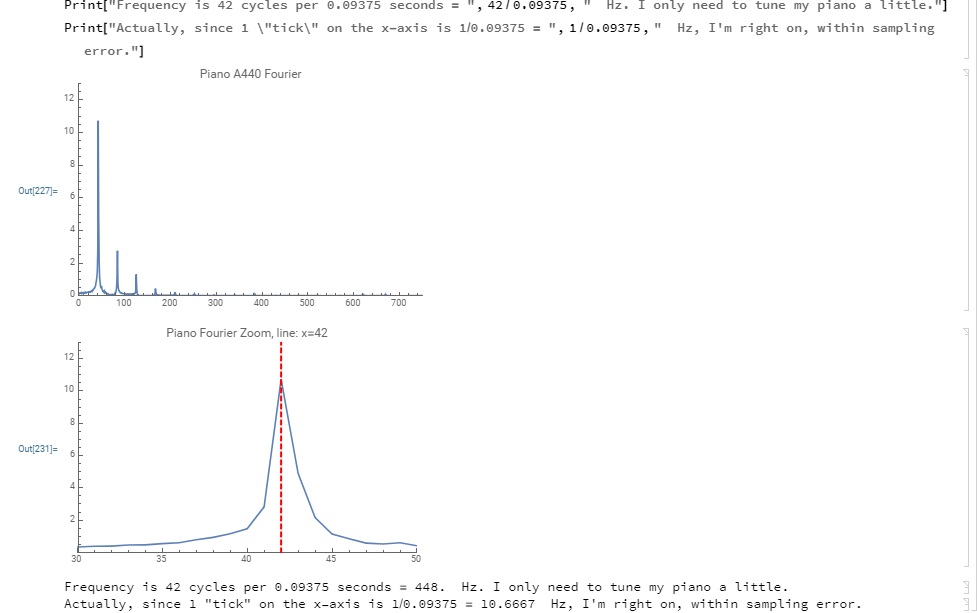 Print["Frequency is 42 cycles per 0.09375 seconds = ", 42/0.09375, "  Hz. I only need to tune my piano a little."]
Print["Actually, since 1 \"tick\" on the x-axis is 1/0.09375 = ", 1/0.09375, "  Hz, I'm right on, within sampling
error."]
Piano A440 Fourier
12
10
8
Out[227]=
6
4
2
0
0 100 200 300 400 500 600 700
Piano Fourier Zoom, line: x=42
12
10
8
Out[231]=
6
4
2
30 35 40 45 50
Frequency is 42 cycles per 0.09375 seconds = 448.  Hz. I only need to tune my piano a little.
Actually, since 1 "tick" on the x-axis is 1/0.09375 = 10.6667  Hz, I'm right on, within sampling error.